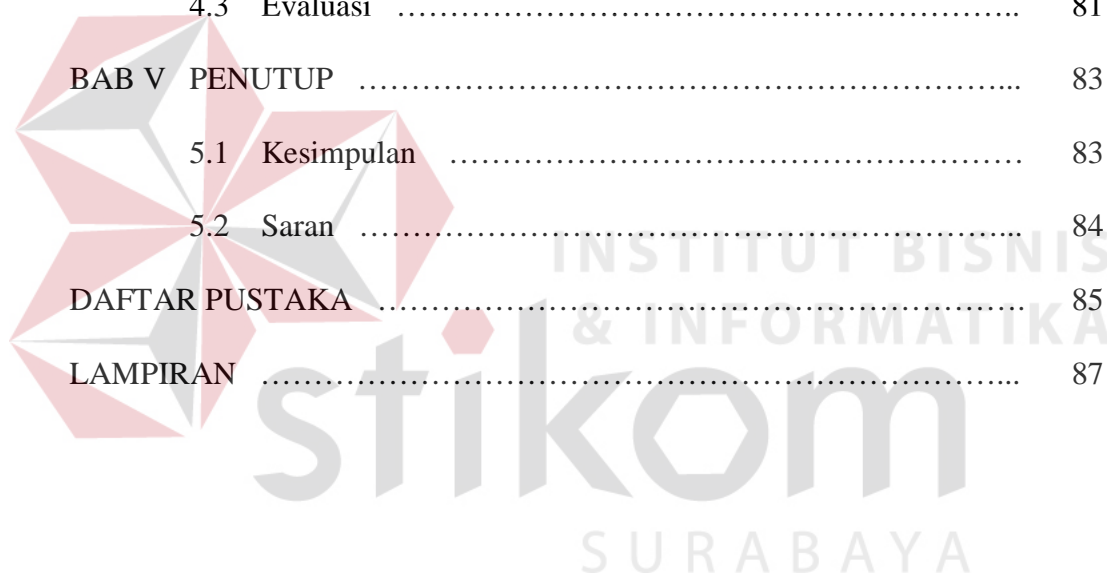 4.3 Evaluasi ………………………………………………….. 81
BAB V PENUTUP ……………………………………………………... 83
5.1 Kesimpulan ……………………………………………… 83
5.2 Saran ……………………………………………………... 84
INSTITUT BISNIS
DAFTAR PUSTAKA ……………………………………………………. 85
& INFORMATIKA
LAMPIRAN ……………………………………………………………... 87
stikom
SURABAYA